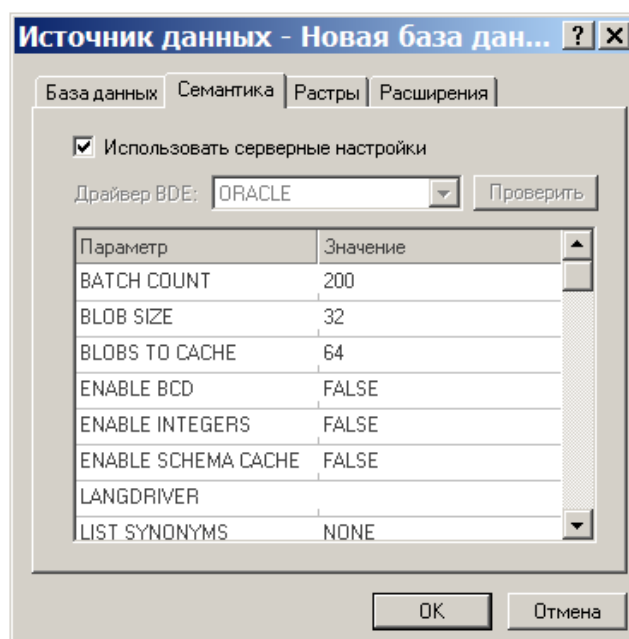 Источник данных - Новая база дан...
База данных Семантика Растры Расширения
Использовать серверные настройки
Драйвер BDE: ORACLE Проверить
Параметр Значение
BATCH COUNT 200
BLOB SIZE 32
BLOBS TO CACHE 64
ENABLE BCD FALSE
ENABLE INTEGERS FALSE
ENABLE SCHEMA CACHE FALSE
LANGDRIVER
LIST SYNONYMS NONE
OK Отмена